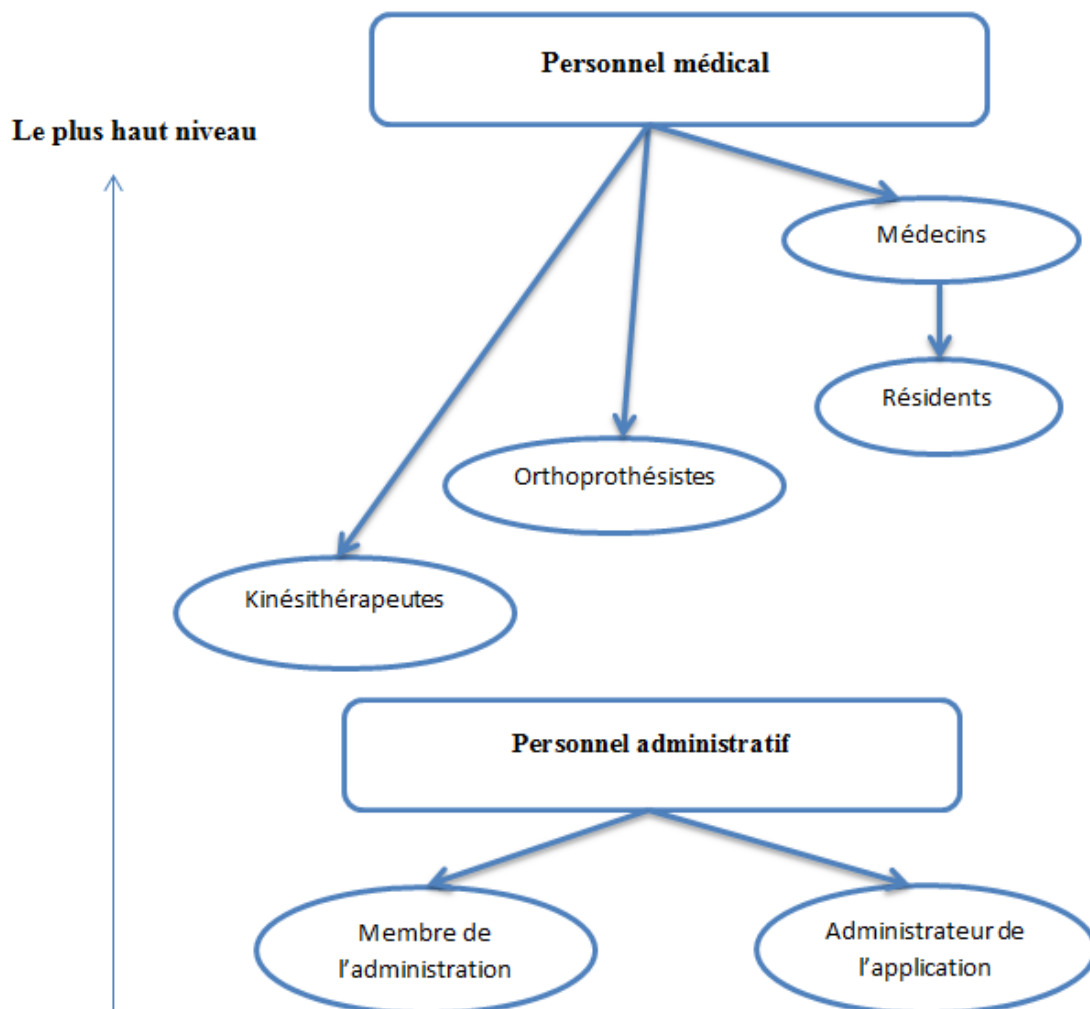 Personnel médical
Le plus haut niveau
Médecins
Résidents
Orthoprothésistes
Kinésithérapeutes
Personnel administratif
Membre de
l’administration
Administrateur de
l’application